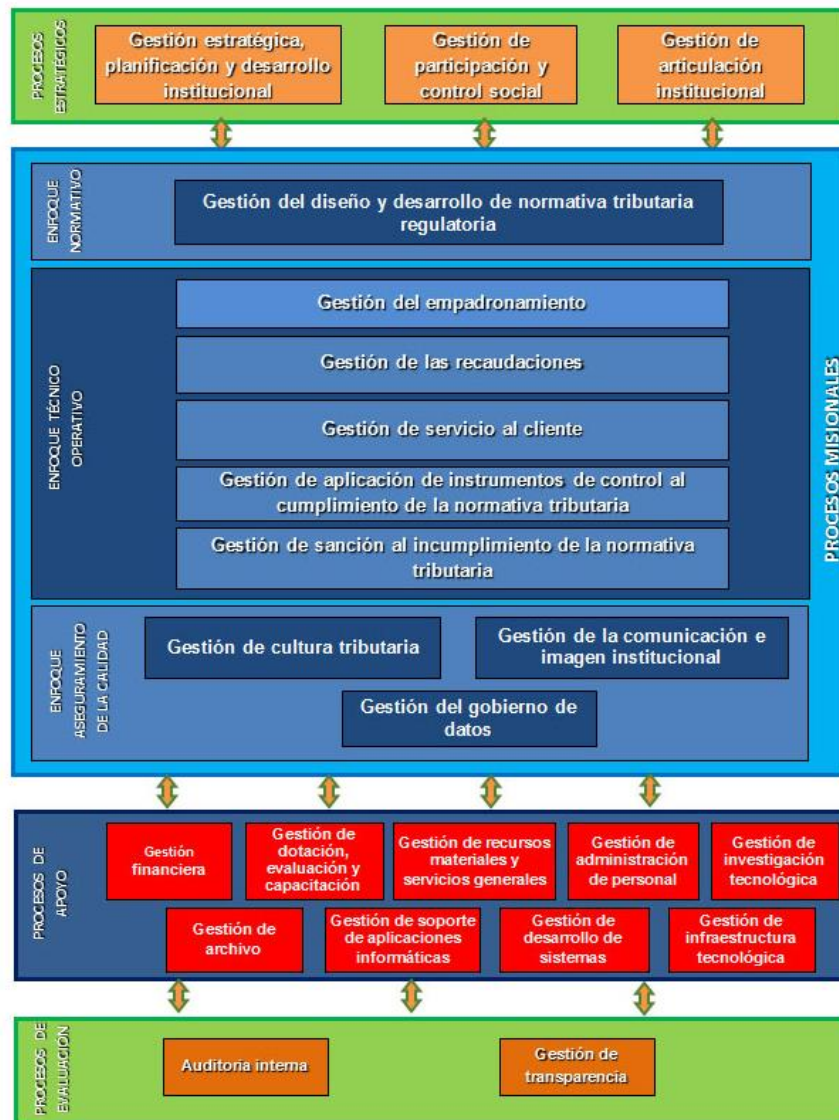 PROCESOS
ESTRATÉGICOS
Gestión estratégica,
planificación y desarrollo
institucional
Gestión de
participación y
control social
Gestión de
articulación
institucional
PROCESOS MISIONALES
ENFOQUE
NORMATIVO
Gestión del diseño y desarrollo de normativa tributaria
regulatoria
ENFOQUE TÉCNICO
OPERATIVO
Gestión del empadronamiento
Gestión de las recaudaciones
Gestión de servicio al cliente
Gestión de aplicación de instrumentos de control al
cumplimiento de la normativa tributaria
Gestión de sanción al incumplimiento de la normativa
tributaria
ENFOQUE
ASEGURAMIENTO
DE LA CALIDAD
Gestión de cultura tributaria
Gestión de la comunicación e
imagen institucional
Gestión del gobierno de
datos
PROCESOS DE
APOYO
Gestión
financiera
Gestión de
dotación,
evaluación y
capacitación
Gestión de recursos
materiales y
servicios generales
Gestión de
administración
de personal
Gestión de
investigación
tecnológica
Gestión de
archivo
Gestión de soporte
de aplicaciones
informáticas
Gestión de
desarrollo de
sistemas
Gestión de
infraestructura
tecnológica
PROCESOS DE
EVALUACIÓN
Auditoria interna
Gestión de
transparencia